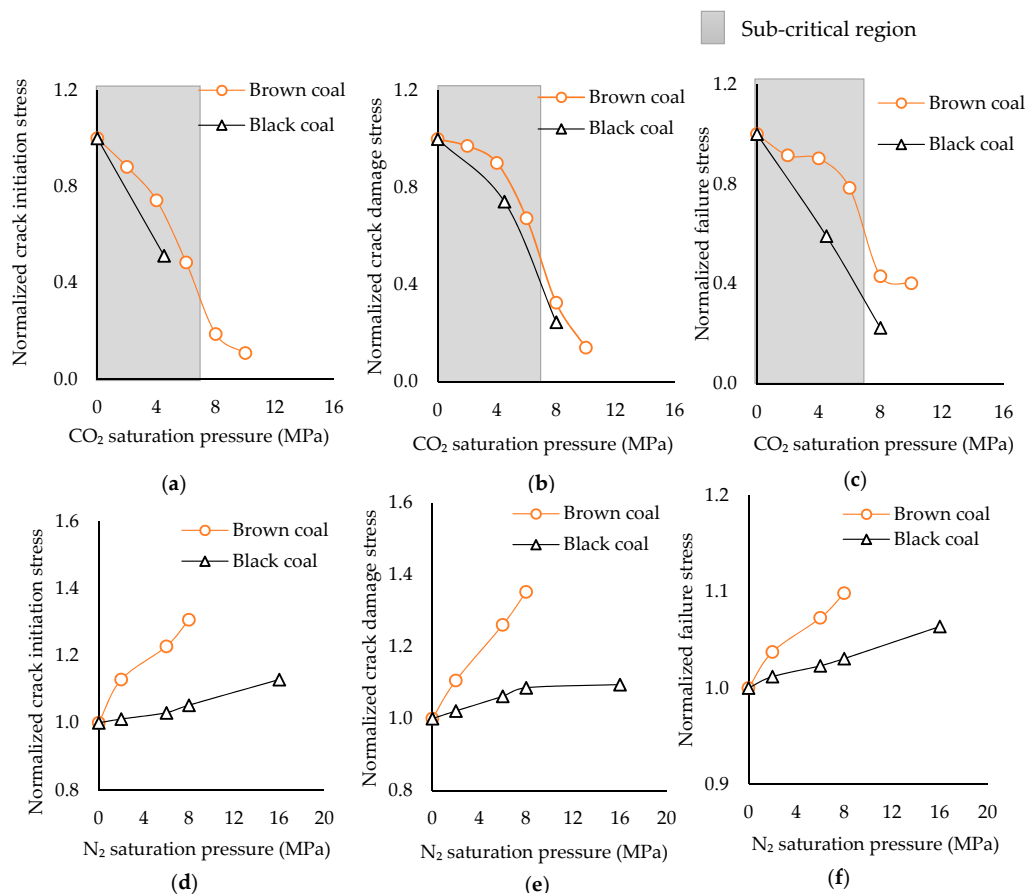 Sub-critical region
Normalized crack initiation stress
1.2
0.8
0.4
0.0
0 4 8 12 16
Brown coal
Black coal
CO₂ saturation pressure (MPa)
(a)
Normalized crack damage stress
1.2
0.8
0.4
0.0
0 4 8 12 16
Brown coal
Black coal
CO₂ saturation pressure (MPa)
(b)
Normalized failure stress
1.2
0.8
0.4
0.0
0 4 8 12 16
Brown coal
Black coal
CO₂ saturation pressure (MPa)
(c)
Normalized crack initiation stress
1.6
1.4
1.2
1.0
0.8
0 4 8 12 16 20
Brown coal
Black coal
N₂ saturation pressure (MPa)
(d)
Normalized crack damage stress
1.6
1.4
1.2
1.0
0.8
0 4 8 12 16 20
Brown coal
Black coal
N₂ saturation pressure (MPa)
(e)
Normalized failure stress
1.2
1.1
1.0
0.9
0 4 8 12 16 20
Brown coal
Black coal
N₂ saturation pressure (MPa)
(f)